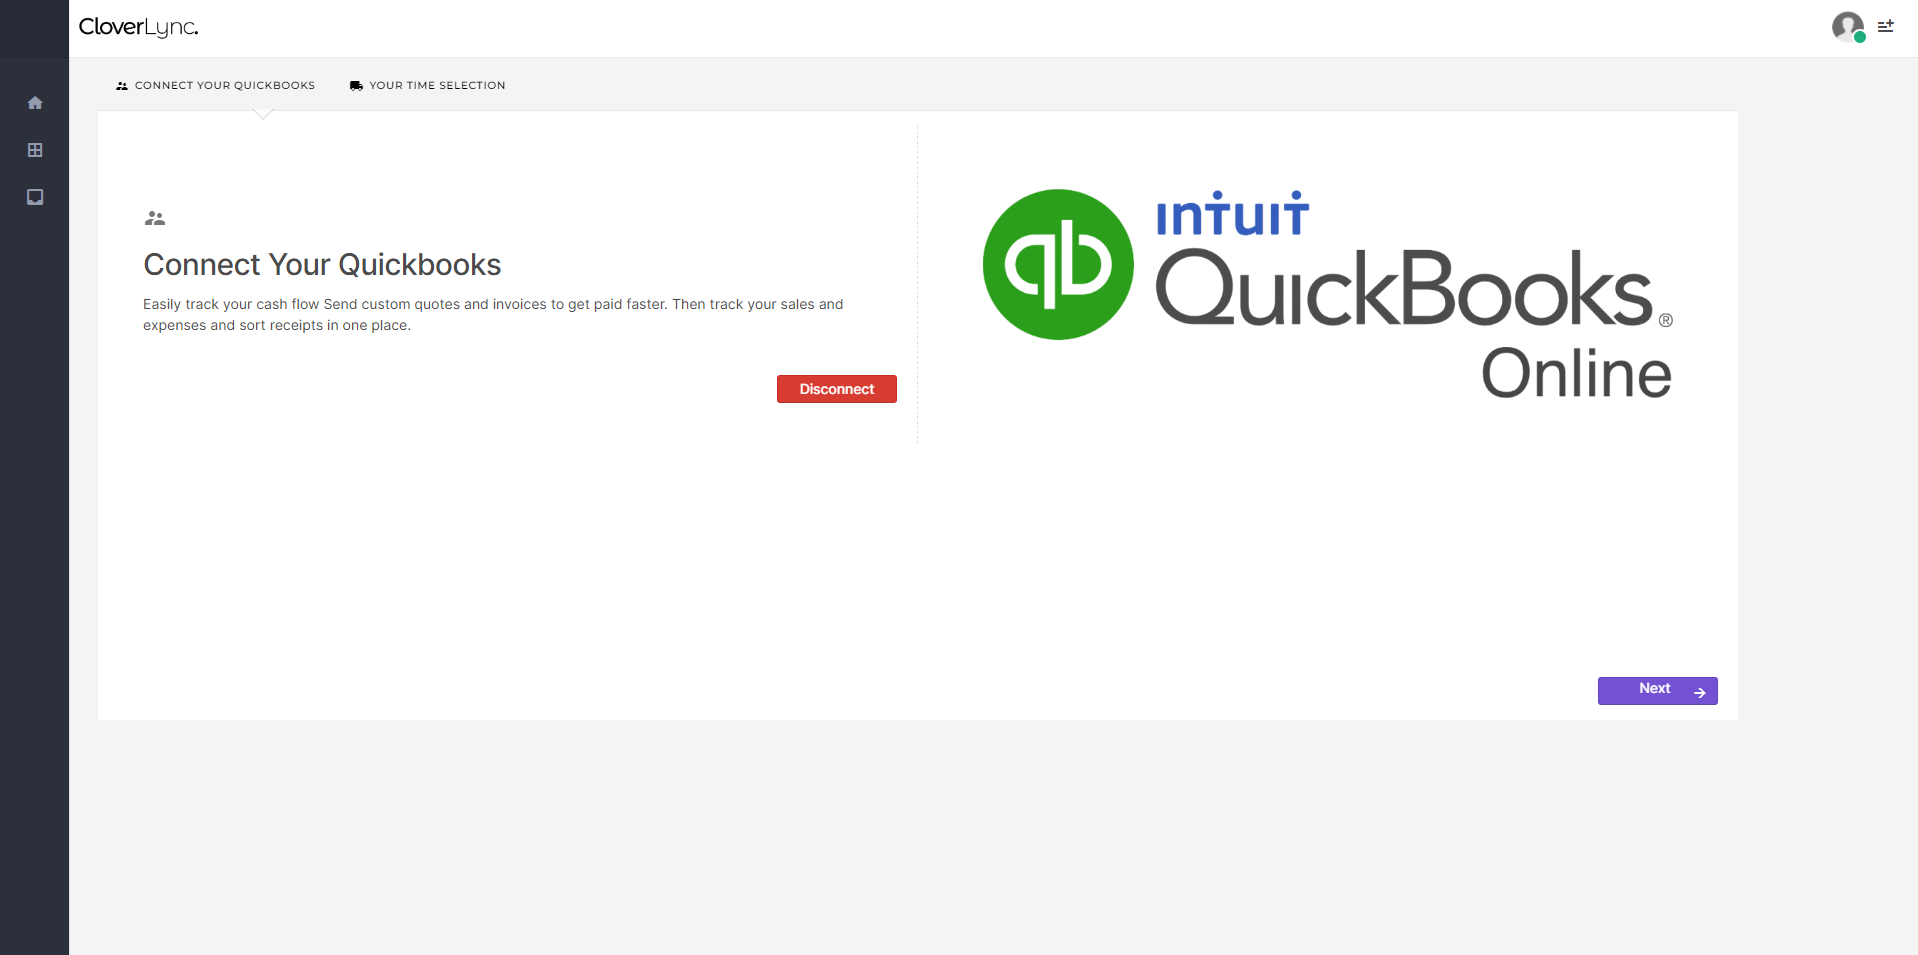 CloverLync.
CONNECT YOUR QUICKBOOKS
YOUR TIME SELECTION
Connect Your Quickbooks
Easily track your cash flow Send custom quotes and invoices to get paid faster. Then track your sales and
expenses and sort receipts in one place.
Disconnect
qb
intuit
QuickBooks®
Online
Next